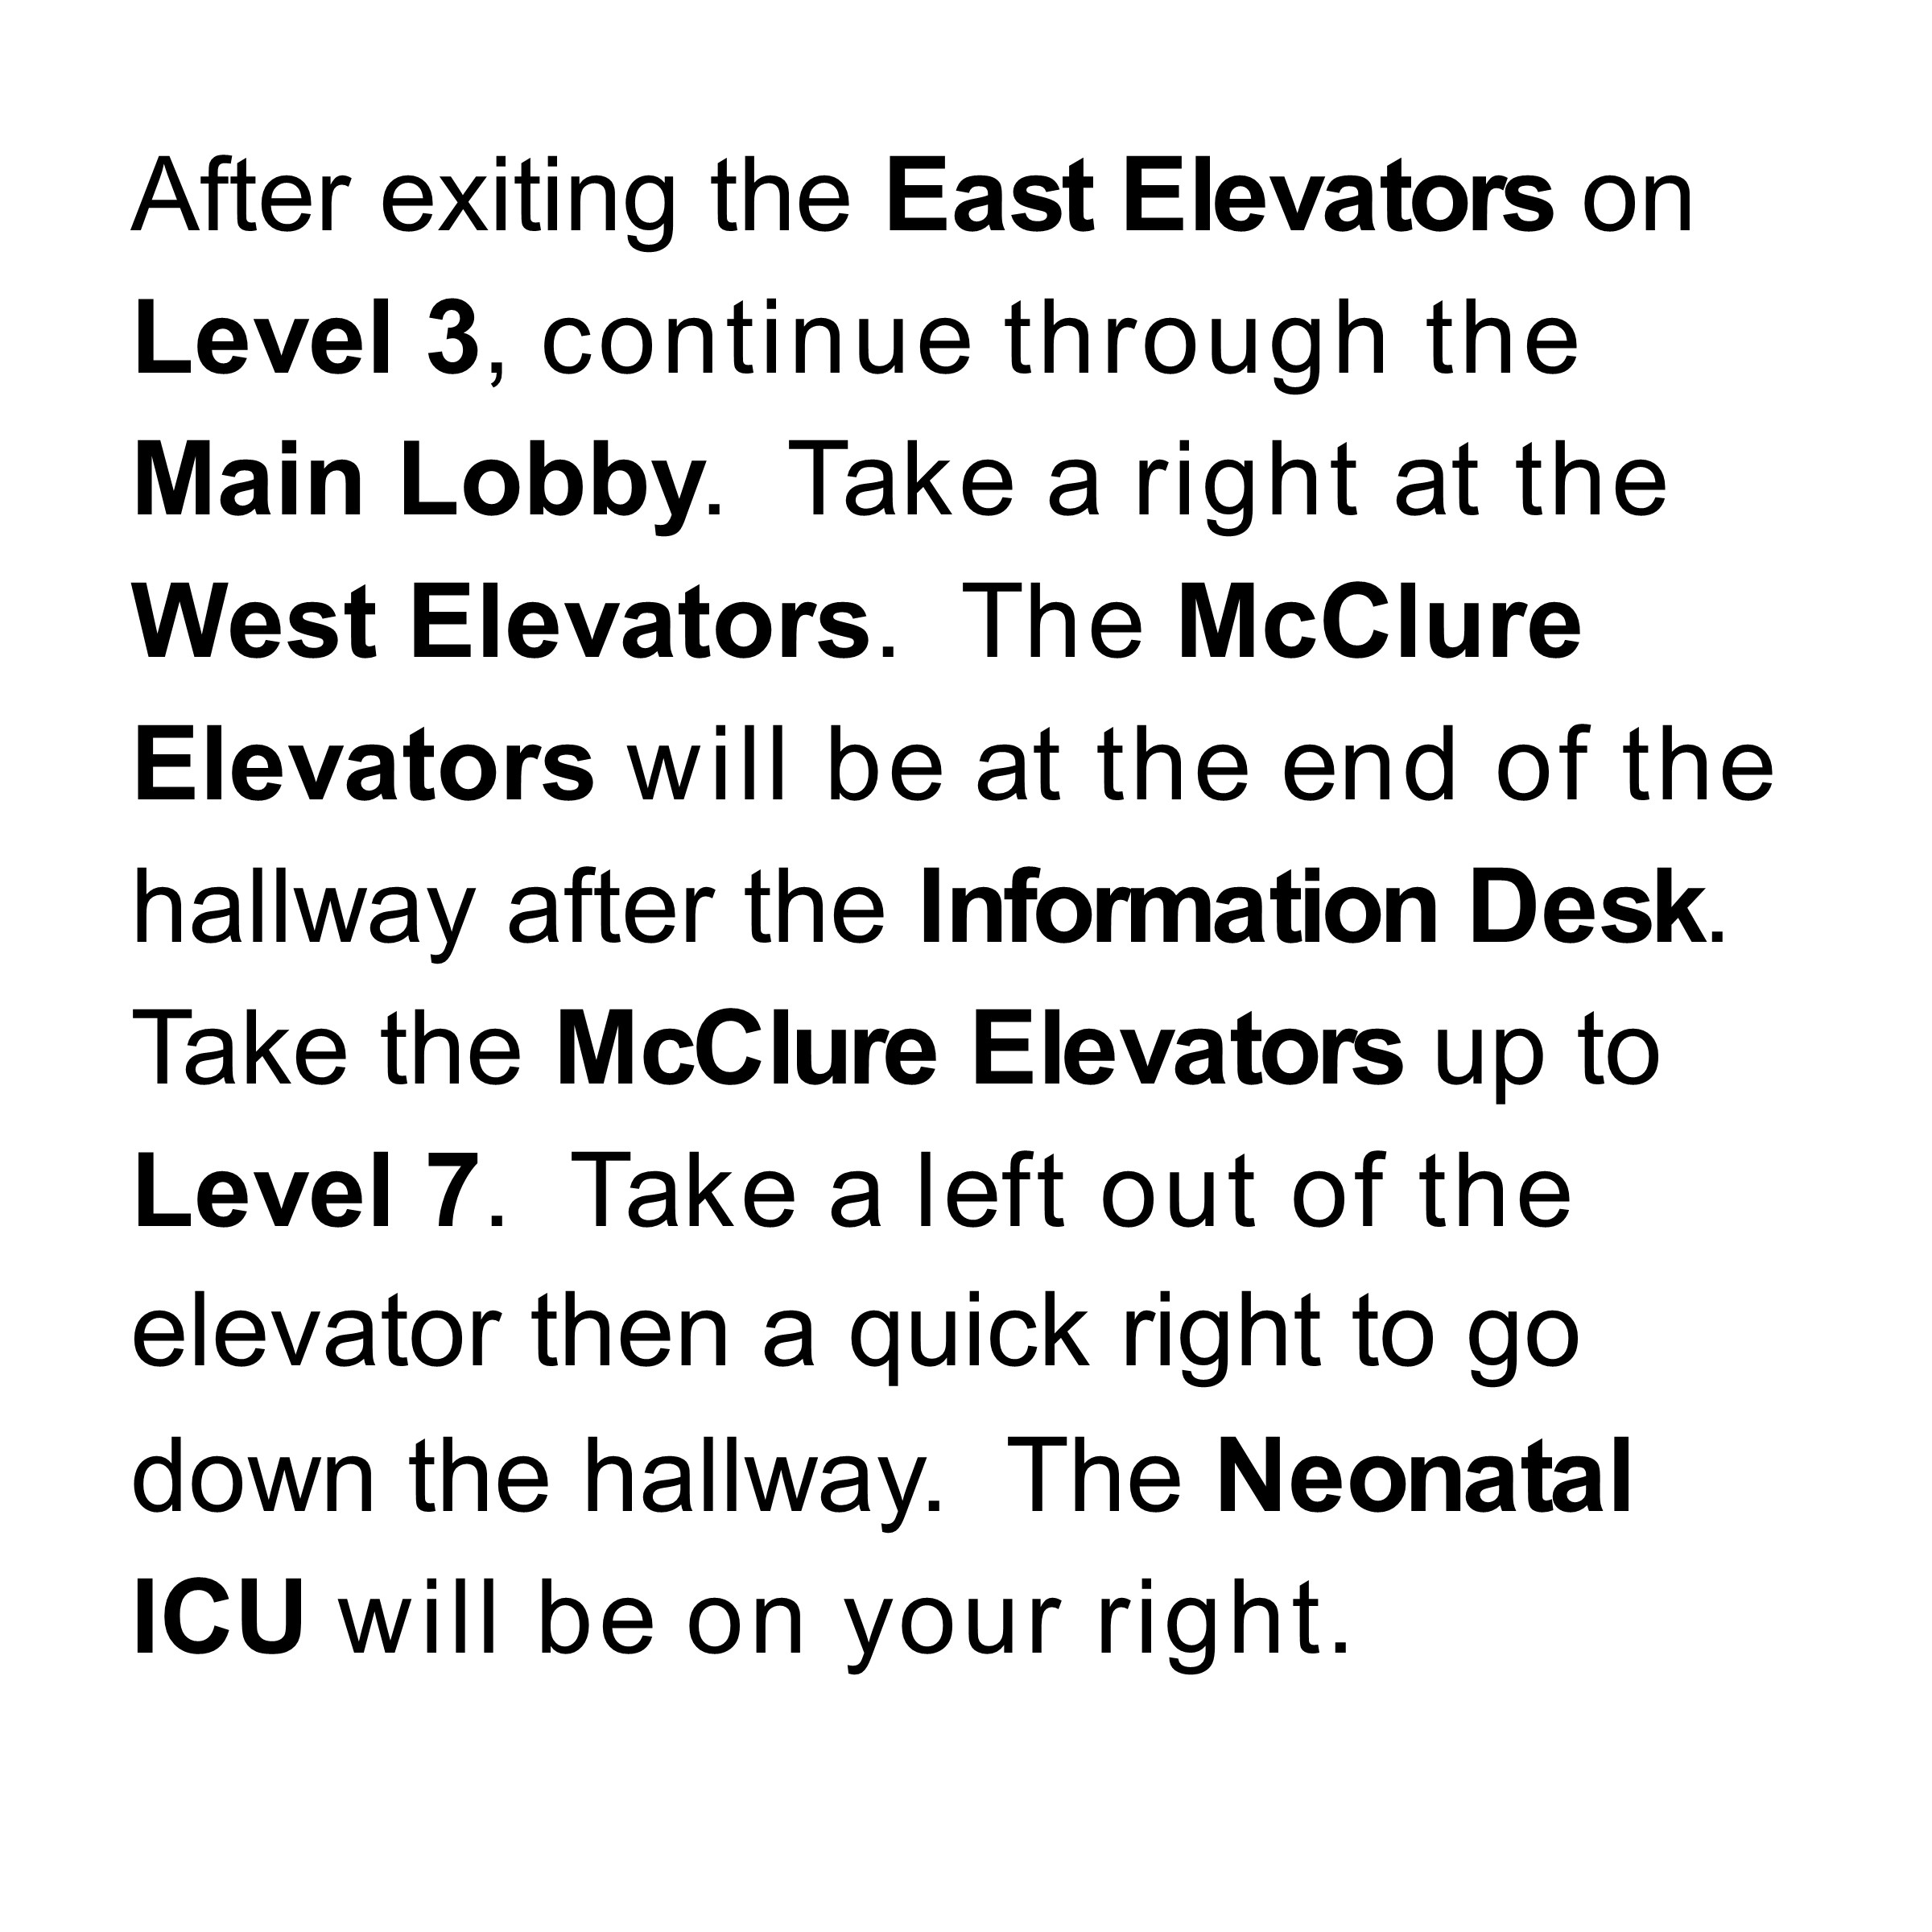 After exiting the East Elevators on
Level 3, continue through the
Main Lobby.  Take a right at the
West Elevators.  The McClure
Elevators will be at the end of the
hallway after the Information Desk.
Take the McClure Elevators up to
Level 7.  Take a left out of the
elevator then a quick right to go
down the hallway.  The Neonatal
ICU will be on your right.